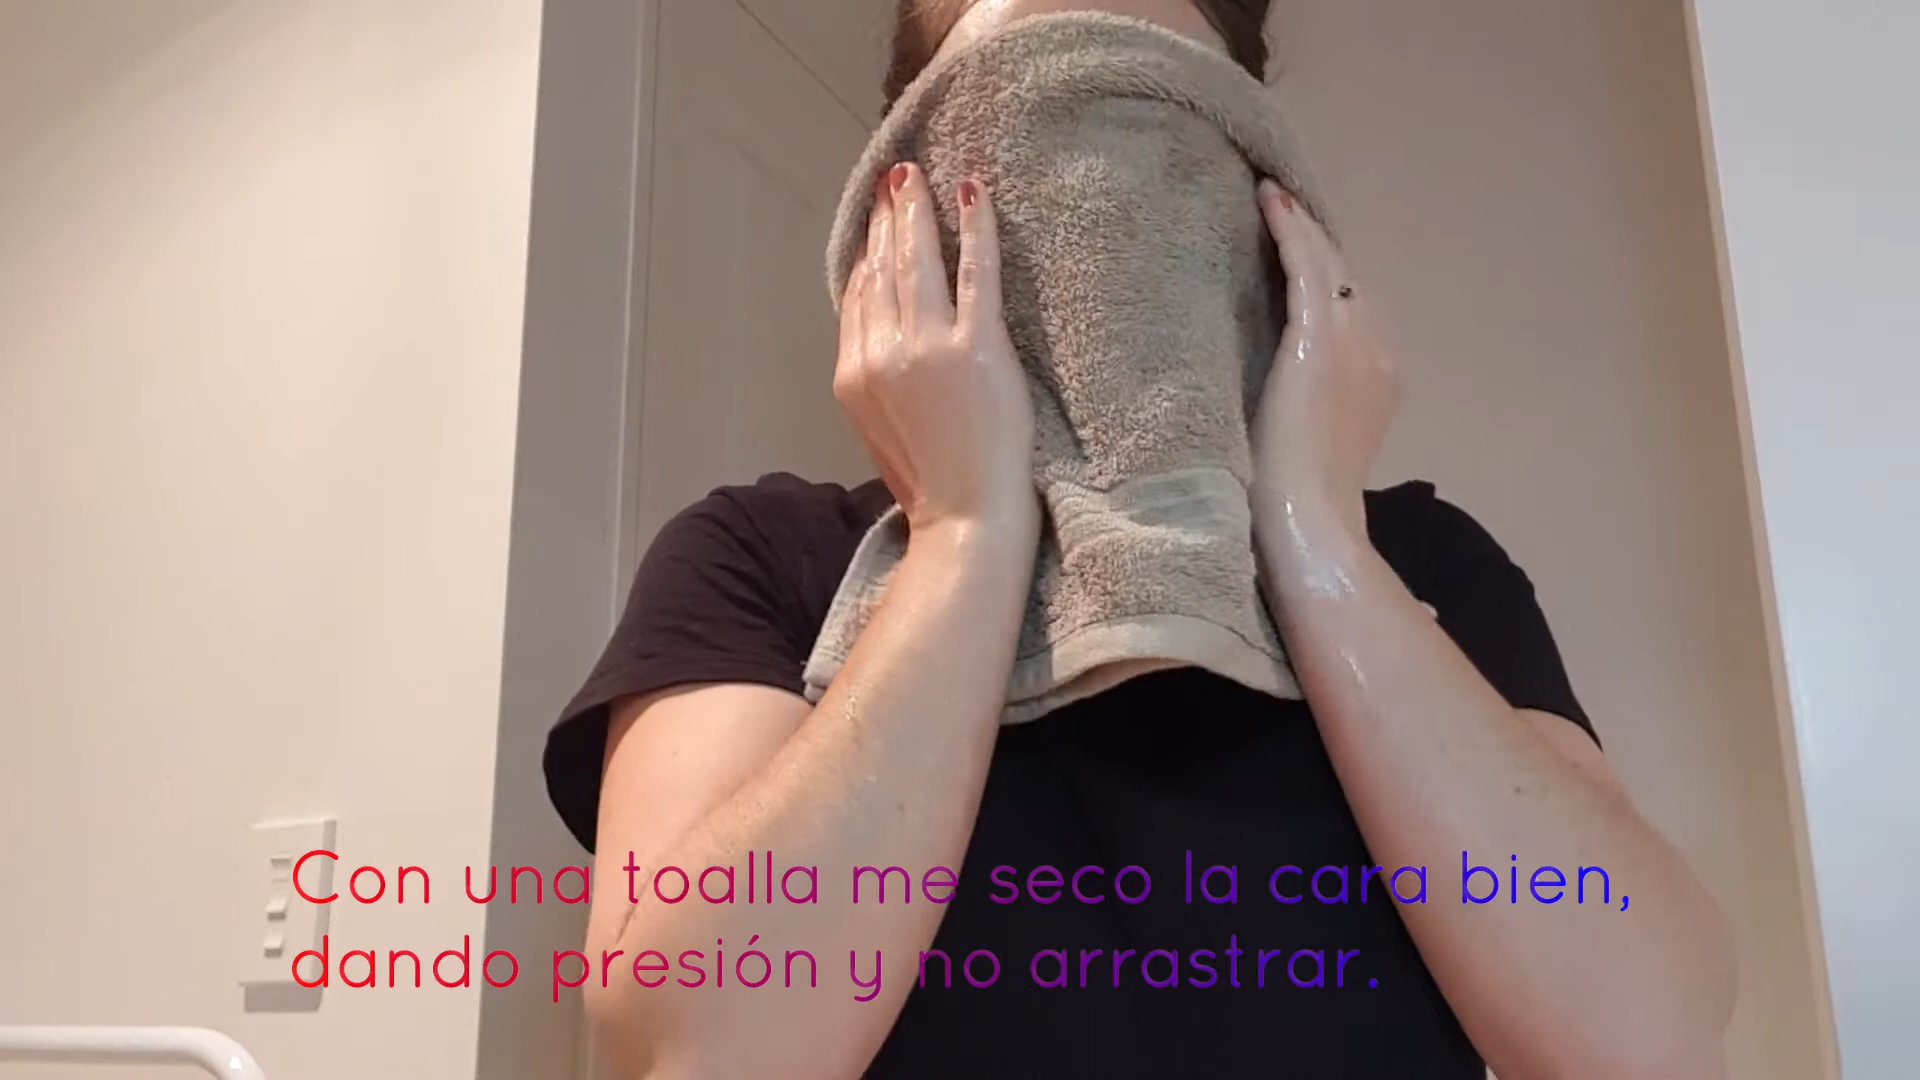 Con una toalla me seco la cara bien,
dando presión y no arrastrar.